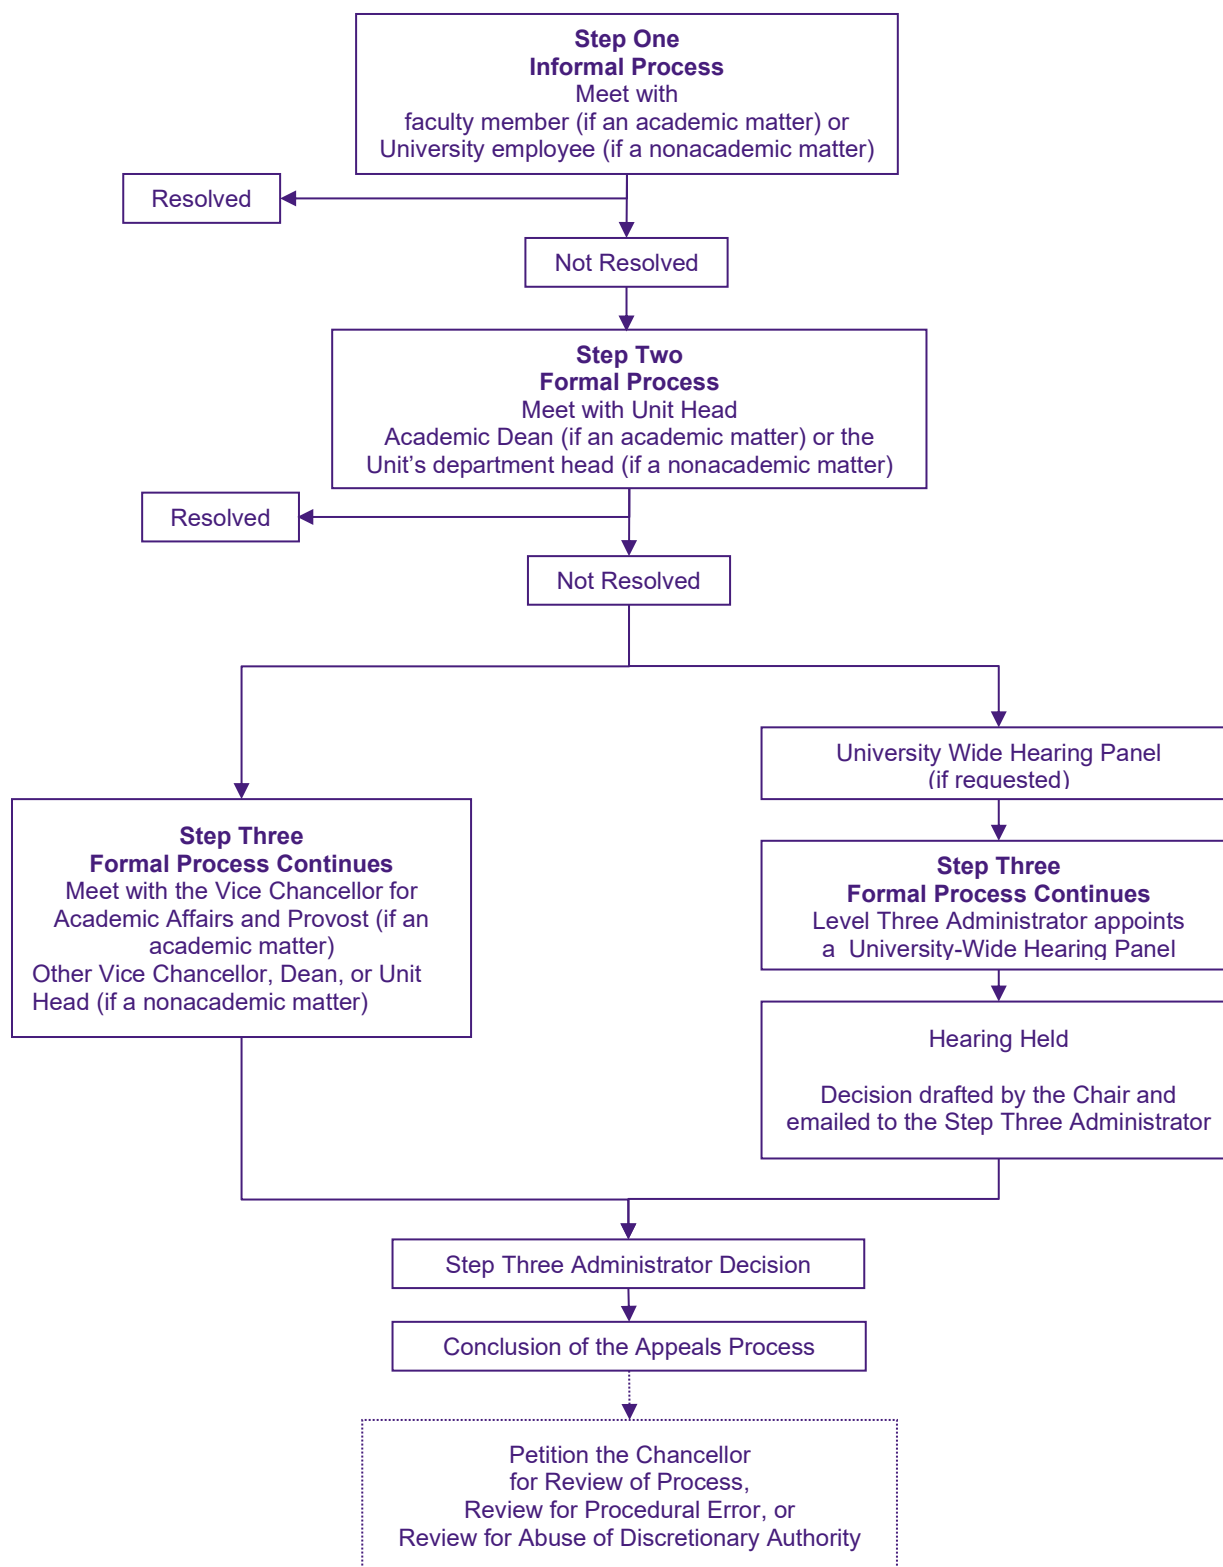 Step One
Informal Process
Meet with
faculty member (if an academic matter) or
University employee (if a nonacademic matter)
Resolved
Not Resolved
Step Two
Formal Process
Meet with Unit Head
Academic Dean (if an academic matter) or the
Unit’s department head (if a nonacademic matter)
Resolved
Not Resolved
University Wide Hearing Panel
(if requested)
Step Three
Formal Process Continues
Meet with the Vice Chancellor for
Academic Affairs and Provost (if an
academic matter)
Other Vice Chancellor, Dean, or Unit
Head (if a nonacademic matter)
Step Three
Formal Process Continues
Level Three Administrator appoints
a University-Wide Hearing Panel
Hearing Held
Decision drafted by the Chair and
emailed to the Step Three Administrator
Step Three Administrator Decision
Conclusion of the Appeals Process
Petition the Chancellor
for Review of Process,
Review for Procedural Error, or
Review for Abuse of Discretionary Authority